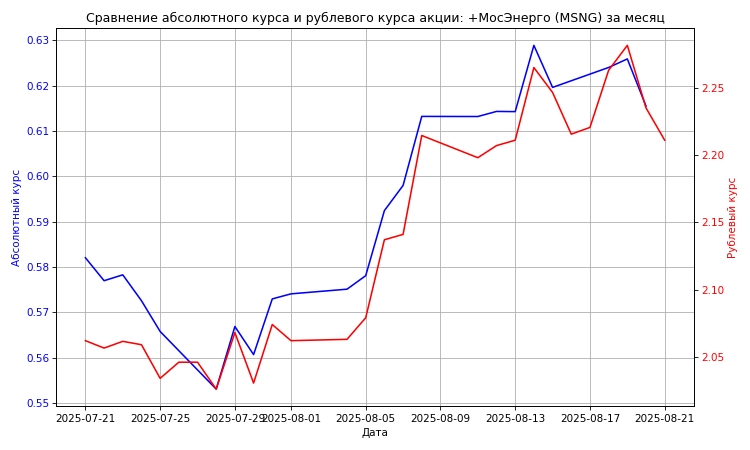 Сравнение абсолютного курса и рублевого курса акции: +МосЭнерго (MSNG) за месяц
0.63
0.62
0.61
0.60
0.59
0.58
0.57
0.56
0.55
Абсолютный курс
2.25
2.20
2.15
2.10
2.05
Рублевый курс
2025-07-21 2025-07-25 2025-07-29 2025-08-01 2025-08-05 2025-08-09 2025-08-13 2025-08-17 2025-08-21
Дата